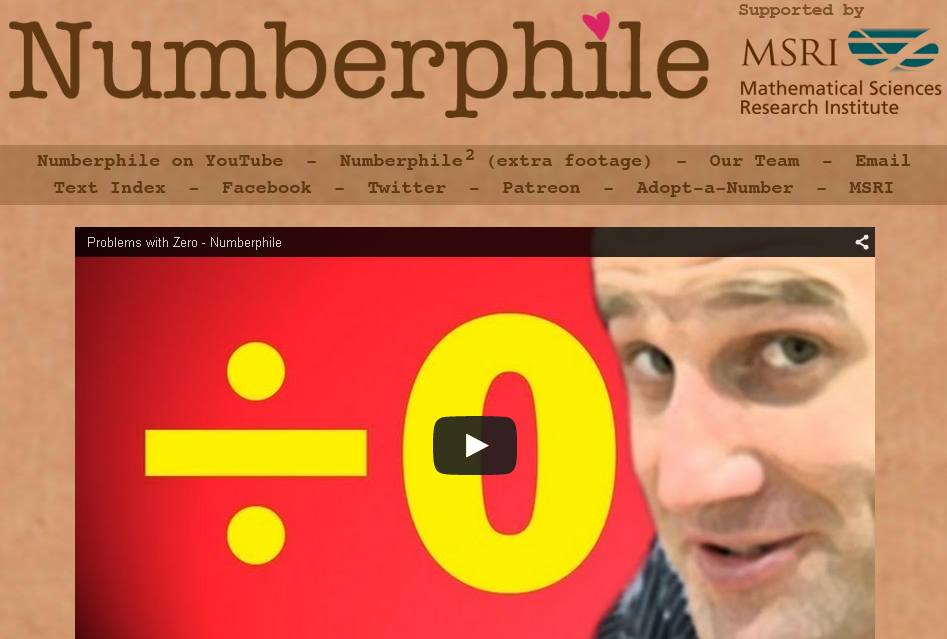 Supported by
Numberphile
MSRI
Mathematical Sciences
Research Institute
Numberphile on YouTube - Numberphile² (extra footage) - Our Team - Email
Text Index - Facebook - Twitter - Patreon - Adopt-a-Number - MSRI
Problems with Zero - Numberphile
÷0